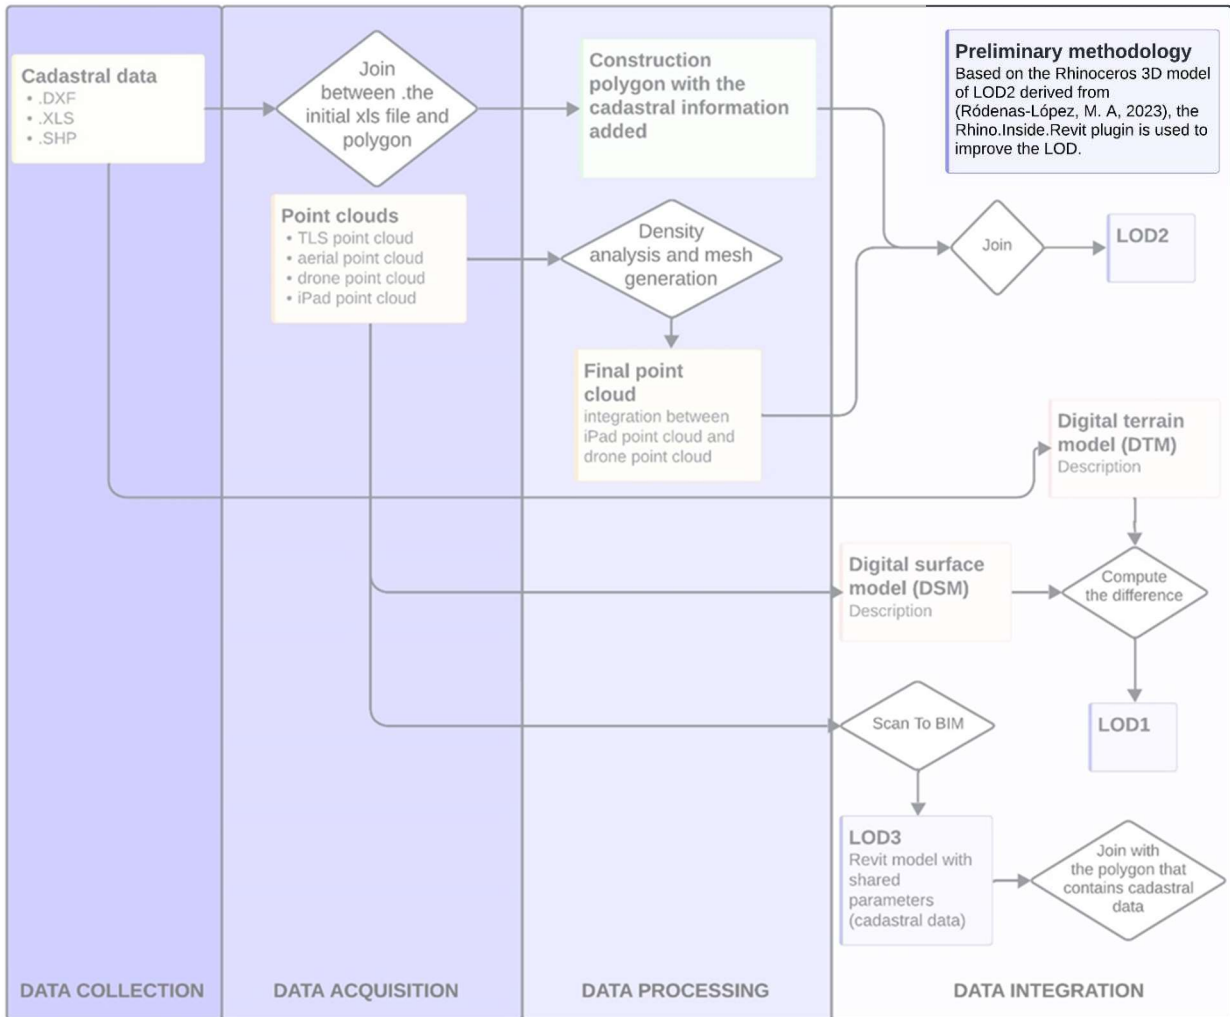 Cadastral data
• .DXF
• .XLS
• .SHP
Join
between .the
initial xls file and
polygon
Construction
polygon with the
cadastral information
added
Preliminary methodology
Based on the Rhinoceros 3D model
of LOD2 derived from
(Ródenas-López, M. A, 2023), the
Rhino.Inside.Revit plugin is used to
improve the LOD.
Point clouds
• TLS point cloud
• aerial point cloud
• drone point cloud
• iPad point cloud
Density
analysis and mesh
generation
Join
LOD2
Final point
cloud
integration between
iPad point cloud and
drone point cloud
Digital terrain
model (DTM)
Description
Digital surface
model (DSM)
Description
Compute
the difference
Scan To BIM
LOD1
LOD3
Revit model with
shared
parameters
(cadastral data)
Join with
the polygon that
contains cadastral
data
DATA COLLECTION
DATA ACQUISITION
DATA PROCESSING
DATA INTEGRATION